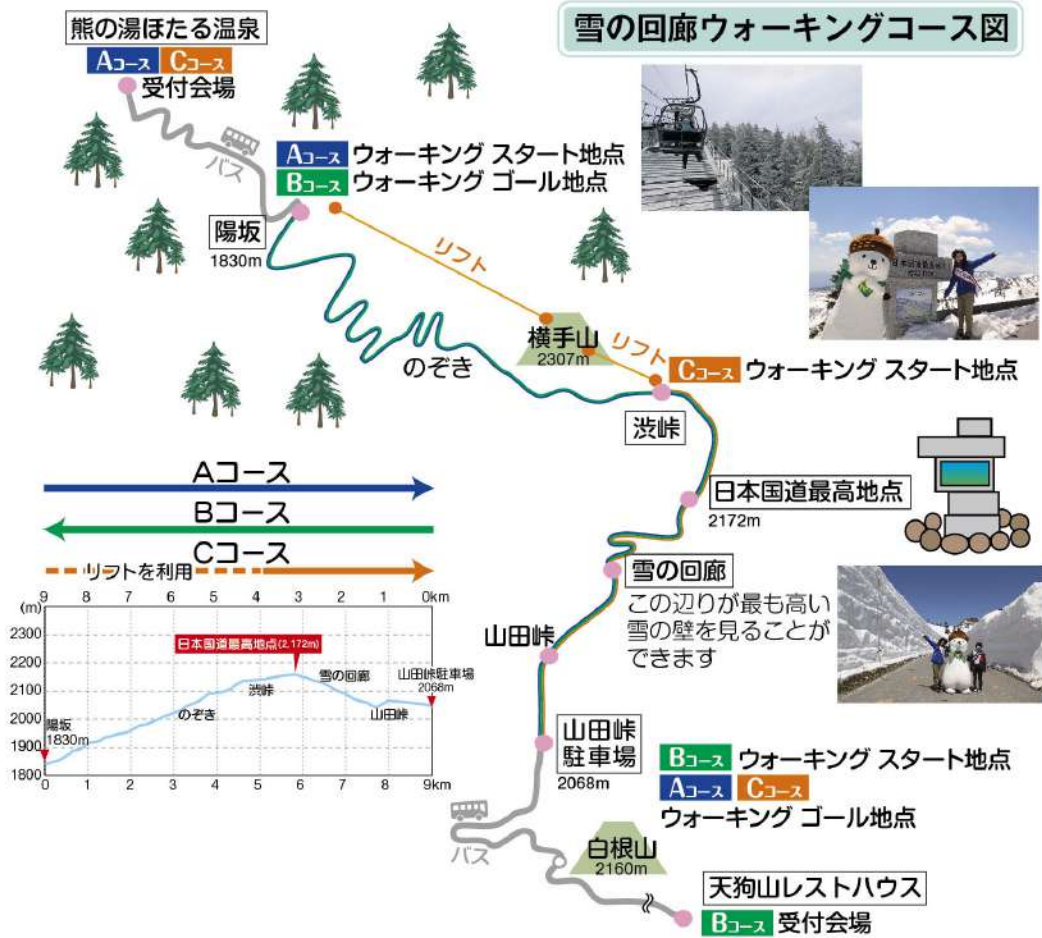 雪の回廊ウォーキングコース図
熊の湯ほたる温泉
Aコース Cコース
受付会場
バス
Aコース ウォーキング スタート地点
Bコース ウォーキング ゴール地点
陽坂
1830m
リフト
横手山
2307m
リフト
のぞき
Cコース ウォーキング スタート地点
渋峠
日本国道最高地点
2172m
雪の回廊
この辺りが最も高い
雪の壁を見ることが
できます
山田峠
山田峠
駐車場
2068m
Bコース ウォーキング スタート地点
Aコース Cコース
ウォーキング ゴール地点
バス
白根山
2160m
天狗山レストハウス
Bコース 受付会場
Aコース
Bコース
Cコース
リフトを利用
9 8 7 6 5 4 3 2 1 0km
(m)
2300
2200
2100
2000
1900
1800
日本国道最高地点(2,172m)
雪の回廊
山田峠駐車場
2068m
渋峠
のぞき
山田峠
陽坂
1830m
0 1 2 3 4 5 6 7 8 9km